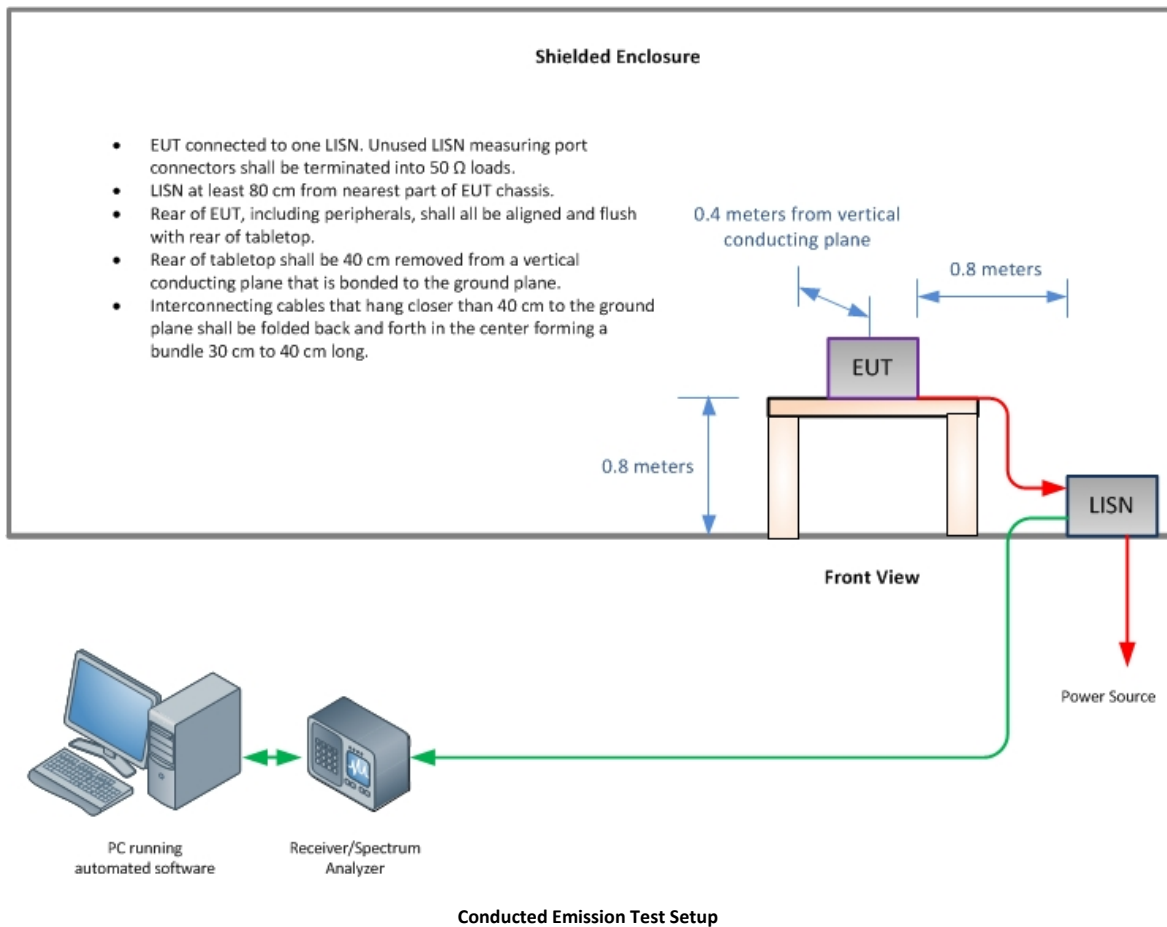 Shielded Enclosure
• EUT connected to one LISN. Unused LISN measuring port
connectors shall be terminated into 50 Ω loads.
• LISN at least 80 cm from nearest part of EUT chassis.
• Rear of EUT, including peripherals, shall all be aligned and flush
with rear of tabletop.
• Rear of tabletop shall be 40 cm removed from a vertical
conducting plane that is bonded to the ground plane.
• Interconnecting cables that hang closer than 40 cm to the ground
plane shall be folded back and forth in the center forming a
bundle 30 cm to 40 cm long.
0.4 meters from vertical
conducting plane
0.8 meters
EUT
0.8 meters
LISN
Front View
Power Source
PC running
automated software
Receiver/Spectrum
Analyzer
Conducted Emission Test Setup